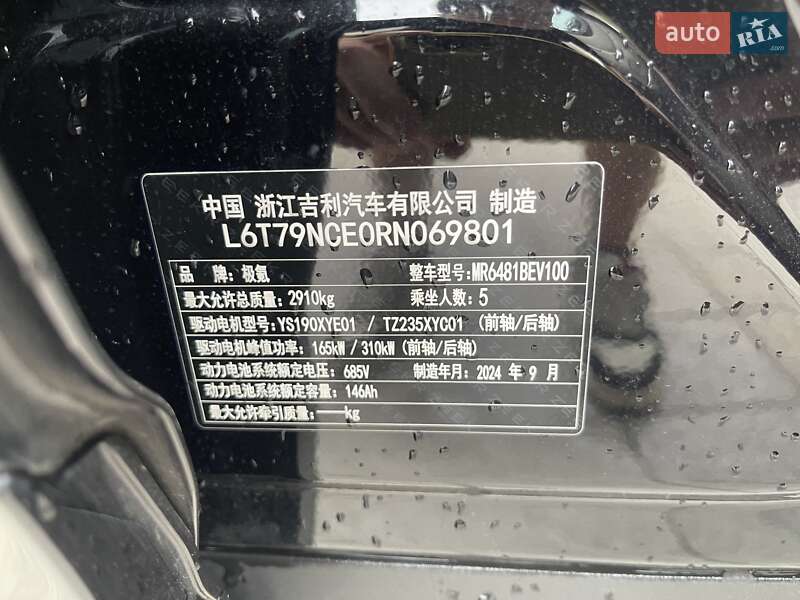 auto RIA .com
中国 浙江吉利汽车有限公司 制造
L6T79NCE0RN069801
品 牌: 极氪 整车型号: MR6481BEV100
最大允许总质量: 2910kg 乘坐人数: 5
驱动电机型号: YS190XYE01 / TZ235XYC01 (前轴/后轴)
驱动电机峰值功率: 165kW / 310kW (前轴/后轴)
动力电池系统额定电压: 685V 制造年月: 2024 年 9 月
动力电池系统额定容量: 146Ah
最大允许牵引质量: —— kg